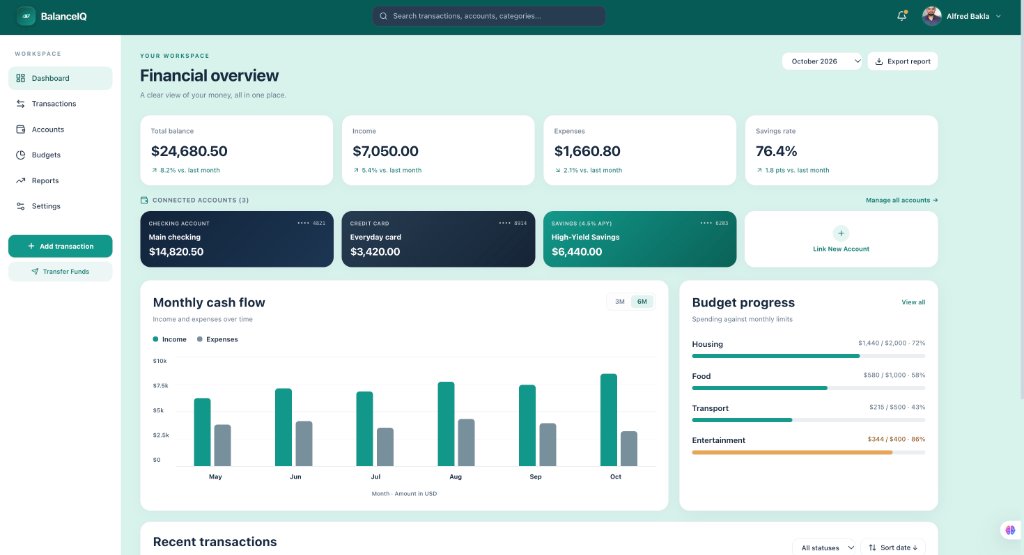 BalanceIQ
Search transactions, accounts, categories...
Alfred Bakla
WORKSPACE
Dashboard
Transactions
Accounts
Budgets
Reports
Settings
+ Add transaction
Transfer Funds
YOUR WORKSPACE
Financial overview
A clear view of your money, all in one place.
October 2026
Export report
Total balance
$24,680.50
↗ 8.2% vs. last month
Income
$7,050.00
↗ 5.4% vs. last month
Expenses
$1,660.80
↘ 2.1% vs. last month
Savings rate
76.4%
↗ 1.8 pts vs. last month
CONNECTED ACCOUNTS (3)
Manage all accounts →
CHECKING ACCOUNT
•••• 4821
Main checking
$14,820.50
CREDIT CARD
•••• 8914
Everyday card
$3,420.00
SAVINGS (4.5% APY)
•••• 6203
High-Yield Savings
$6,440.00
+
Link New Account
Monthly cash flow
Income and expenses over time
3M
6M
Income
Expenses
$10k
$7.5k
$5k
$2.5k
$0
May
Jun
Jul
Aug
Sep
Oct
Month · Amount in USD
Budget progress
View all
Spending against monthly limits
Housing
$1,440 / $2,000 · 72%
Food
$580 / $1,000 · 58%
Transport
$215 / $500 · 43%
Entertainment
$344 / $400 · 86%
Recent transactions
All statuses
Sort date ↓